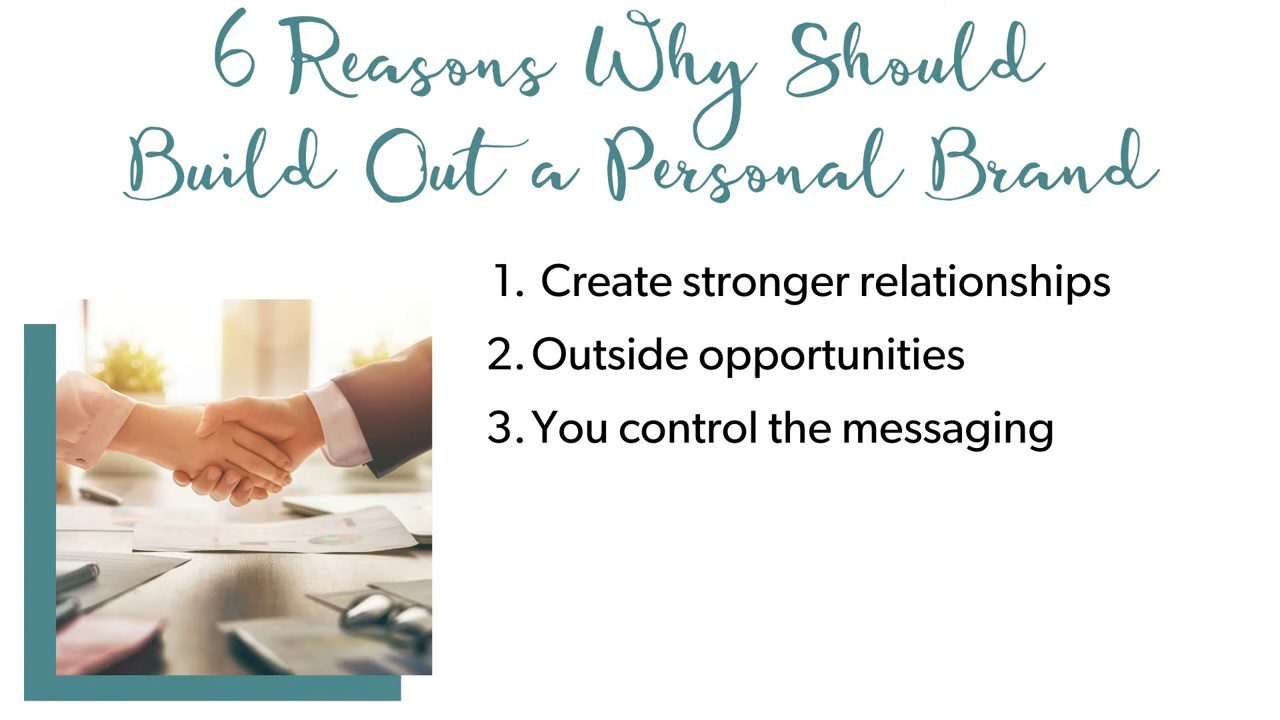 6 Reasons Why Should
Build Out a Personal Brand
1. Create stronger relationships
2. Outside opportunities
3. You control the messaging